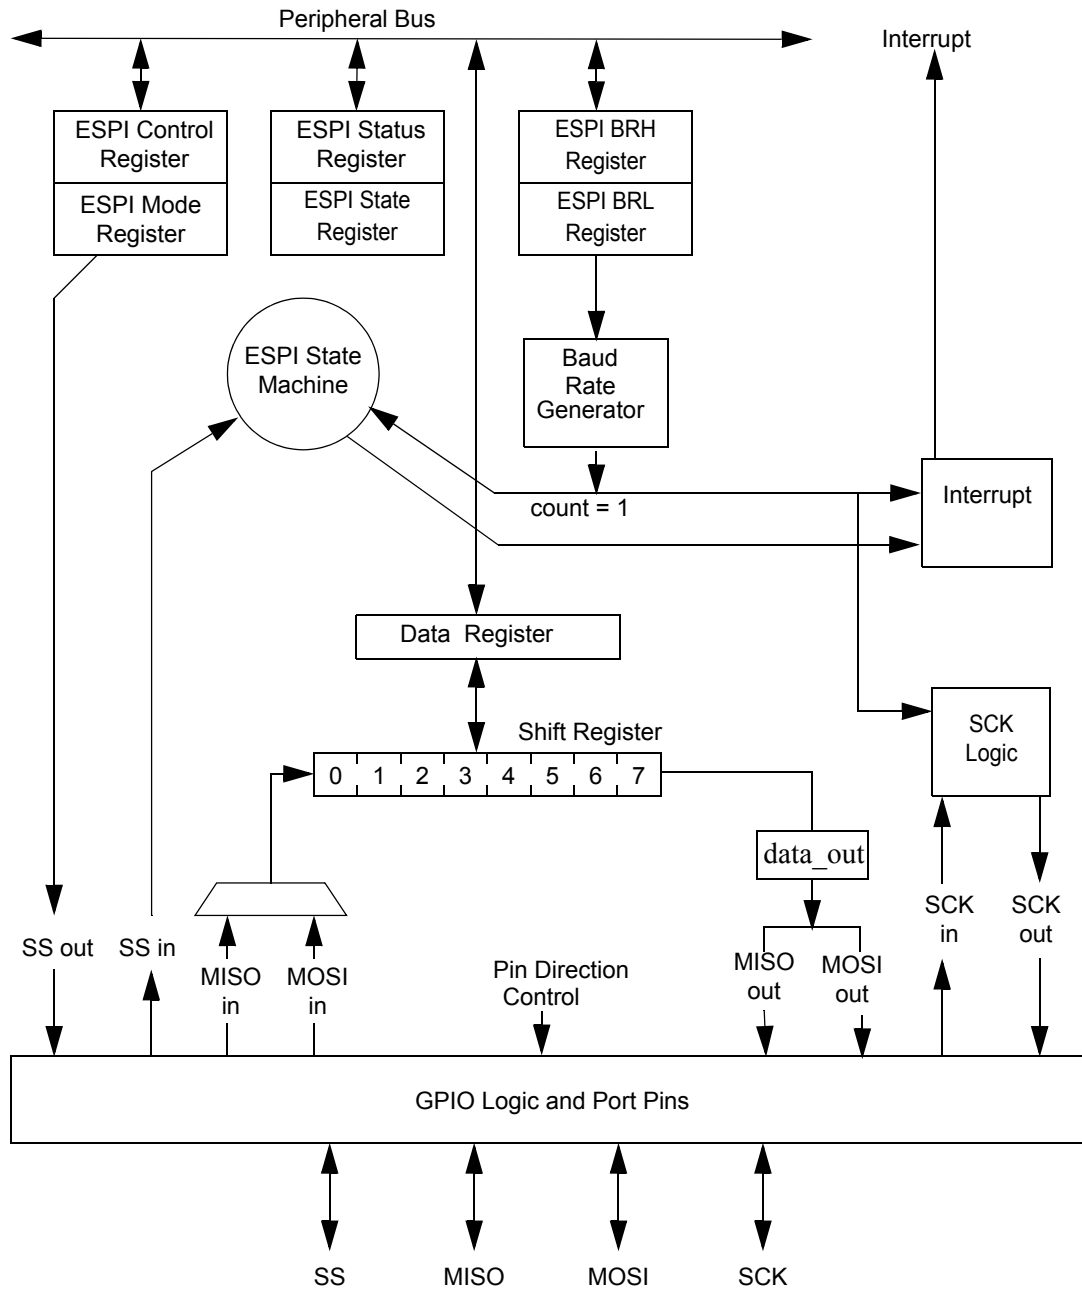 Peripheral Bus
Interrupt
ESPI Control
Register
ESPI Mode
Register
ESPI Status
Register
ESPI State
Register
ESPI BRH
Register
ESPI BRL
Register
ESPI State
Machine
Baud
Rate
Generator
count = 1
Interrupt
Data Register
Shift Register
0 1 2 3 4 5 6 7
SCK
Logic
data_out
SS out
SS in
MISO
in
MOSI
in
Pin Direction
Control
MISO
out
MOSI
out
SCK
in
SCK
out
GPIO Logic and Port Pins
SS
MISO
MOSI
SCK